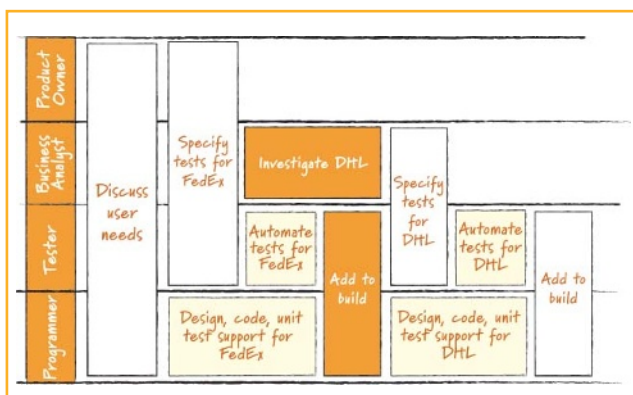 Product
Owner
Business
Analyst
Tester
Programmer
Discuss
user
needs
Specify
tests for
FedEx
Investigate DHL
Automate
tests for
FedEx
Design, code, unit
test support for
FedEx
Add to
build
Specify
tests
for
DHL
Automate
tests for
DHL
Design, code, unit
test support for
DHL
Add to
build